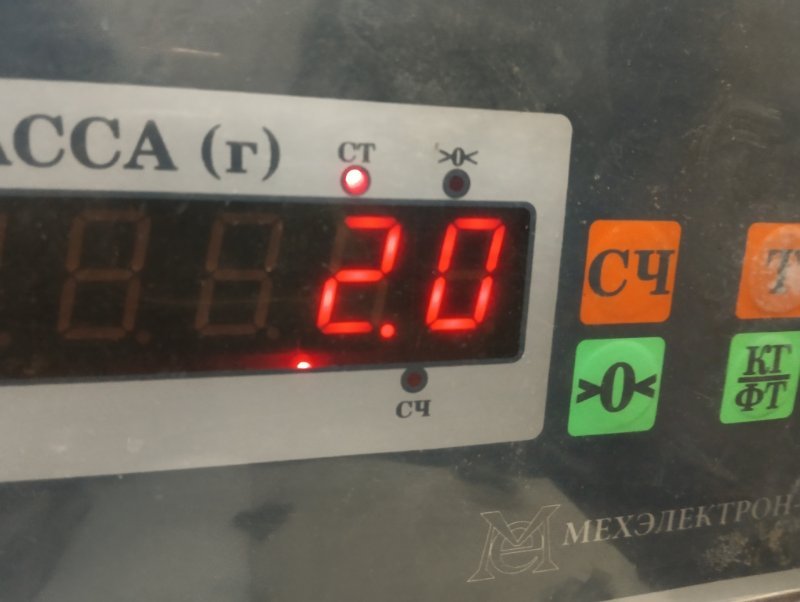 АССА (г)
СТ
>0<
2.0
СЧ
СЧ
Т
>0<
КТ
ФТ
МЕХЭЛЕКТРОН-